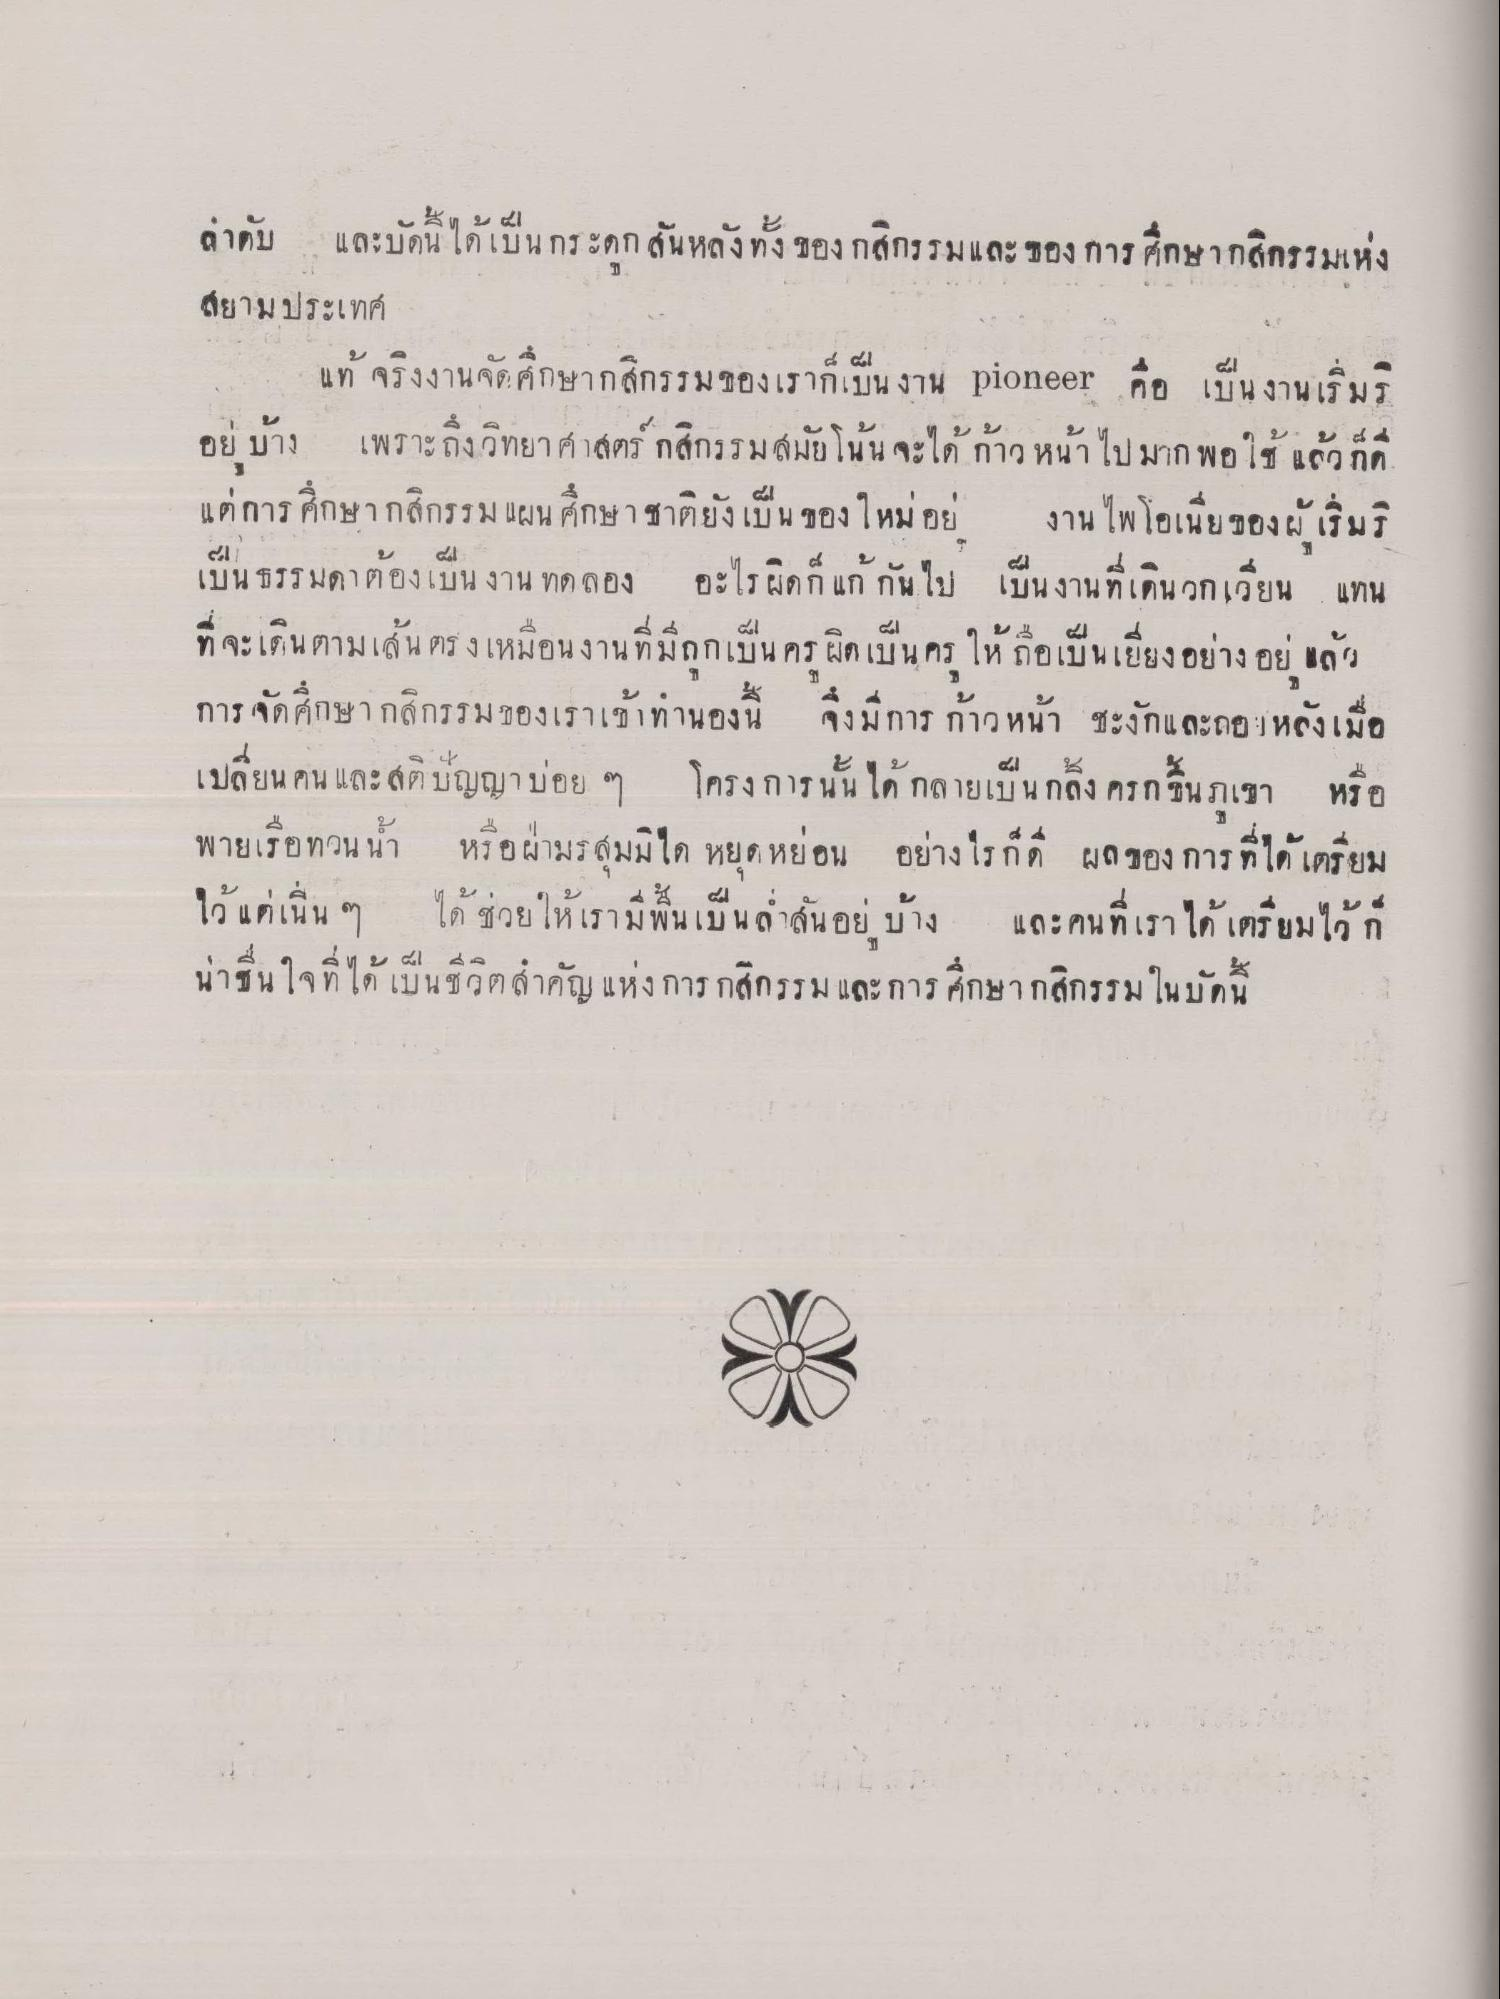 ลำดับ และบัดนี้ได้เป็นกระดูกสันหลังทั้งของกสิกรรมและของการศึกษากสิกรรมแห่ง
สยามประเทศ
แท้จริงงานจัดศึกษากสิกรรมของเราก็เป็นงาน pioneer คือ เป็นงานเริ่มริ
อยู่บ้าง เพราะถึงวิทยาศาสตร์กสิกรรมสมัยโน้นจะได้ก้าวหน้าไปมากพอใช้แล้วก็ดี
แต่การศึกษากสิกรรมแผนศึกษาชาติยังเป็นของใหม่อยู่ งานไพโอเนียของผู้เริ่มริ
เป็นธรรมดาต้องเป็นงานทดลอง อะไรผิดก็แก้กันไป เป็นงานที่เดินวกเวียน แทน
ที่จะเดินตามเส้นตรงเหมือนงานที่มีถูกเป็นครูผิดเป็นครูให้ถือเป็นเยี่ยงอย่างอยู่แล้ว
การจัดศึกษากสิกรรมของเราเข้าทำนองนี้ จึงมีการก้าวหน้า ชะงักและถอยหลังเมื่อ
เปลี่ยนคนและสติปัญญาบ่อย ๆ โครงการนั้นได้กลายเป็นกลิ้งครกขึ้นภูเขา หรือ
พายเรือทวนน้ำ หรือฝ่ามรสุมมิใดหยุดหย่อน อย่างไรก็ดี ผลของการที่ได้เตรียม
ไว้แต่เนิ่น ๆ ได้ช่วยให้เรามีพื้นเป็นล่ำสันอยู่บ้าง และคนที่เราได้เตรียมไว้ก็
น่าชื่นใจที่ได้เป็นชีวิตสำคัญแห่งการกสิกรรมและการศึกษากสิกรรมในบัดนี้